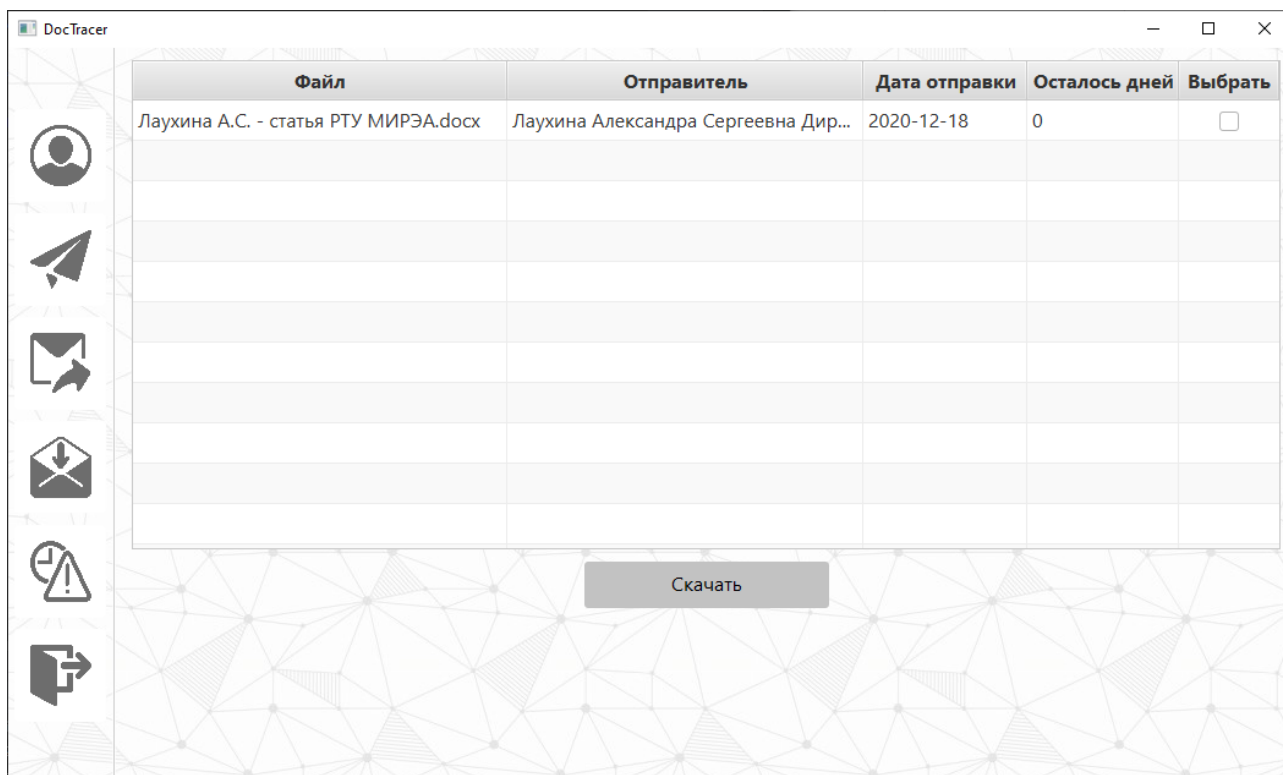 DocTracer
Файл Отправитель Дата отправки Осталось дней Выбрать
Лаухина А.С. - статья РТУ МИРЭА.docx Лаухина Александра Сергеевна Дир... 2020-12-18 0
Скачать